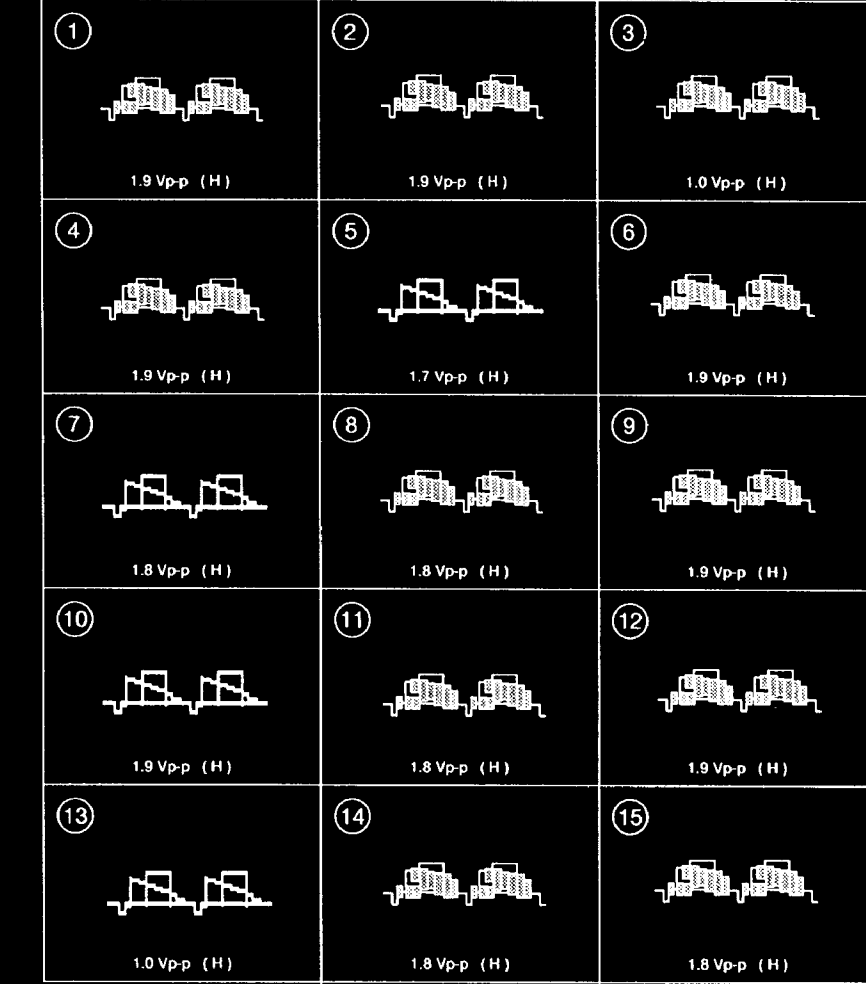 ① ② ③
1.9 Vp-p (H) 1.9 Vp-p (H) 1.0 Vp-p (H)
④ ⑤ ⑥
1.9 Vp-p (H) 1.7 Vp-p (H) 1.9 Vp-p (H)
⑦ ⑧ ⑨
1.8 Vp-p (H) 1.8 Vp-p (H) 1.9 Vp-p (H)
⑩ ⑪ ⑫
1.9 Vp-p (H) 1.8 Vp-p (H) 1.9 Vp-p (H)
⑬ ⑭ ⑮
1.0 Vp-p (H) 1.8 Vp-p (H) 1.8 Vp-p (H)